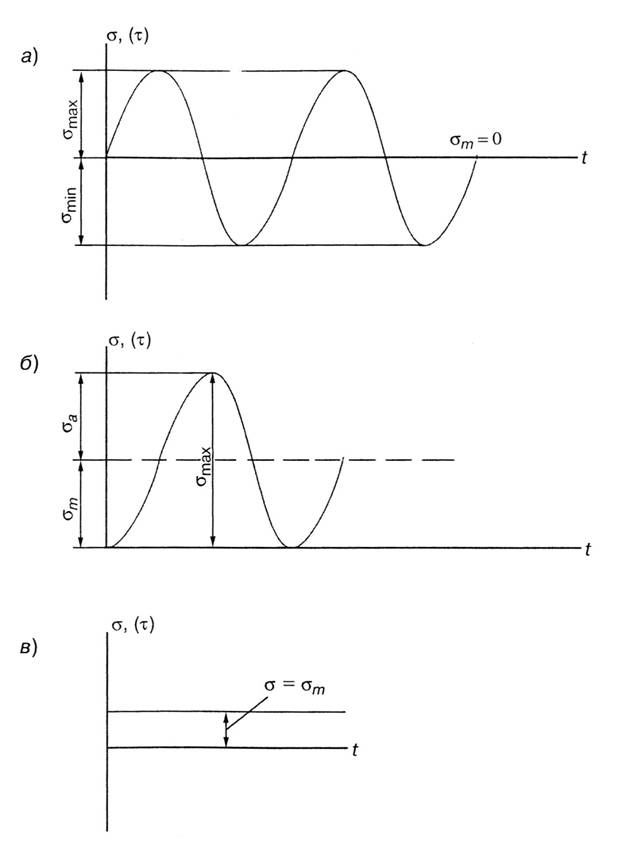 а)
σ, (τ)
σmax
σmin
σm = 0
t
б)
σ, (τ)
σa
σm
σmax
t
в)
σ, (τ)
σ = σm
t